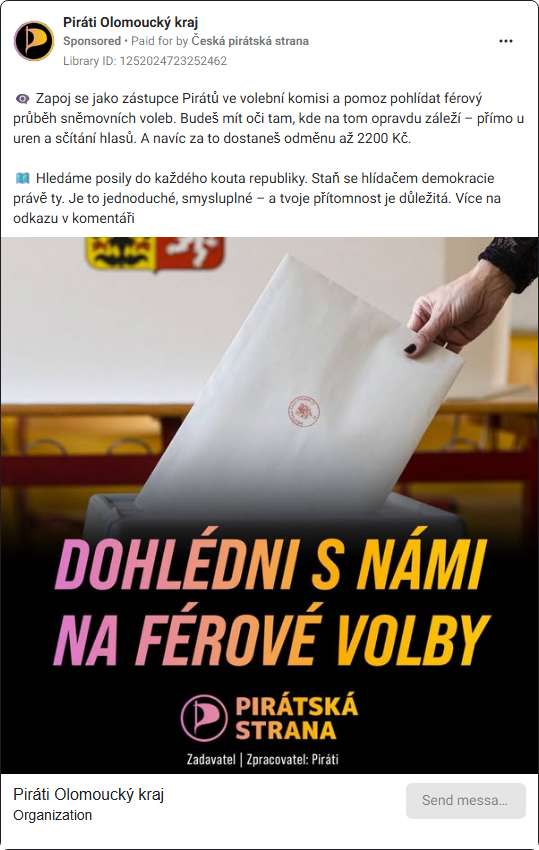 Piráti Olomoucký kraj
Sponsored • Paid for by Česká pirátská strana
Library ID: 1252024723252462
👁️ Zapoj se jako zástupce Pirátů ve volební komisi a pomoz pohlídat férový
průběh sněmovních voleb. Budeš mít oči tam, kde na tom opravdu záleží – přímo u
uren a sčítání hlasů. A navíc za to dostaneš odměnu až 2200 Kč.
🗺️ Hledáme posily do každého kouta republiky. Staň se hlídačem demokracie
právě ty. Je to jednoduché, smysluplné – a tvoje přítomnost je důležitá. Více na
odkazu v komentáři
DOHLÉDNI S NÁMI
NA FÉROVÉ VOLBY
PIRÁTSKÁ
STRANA
Zadavatel | Zpracovatel: Piráti
Piráti Olomoucký kraj
Organization
Send messa...